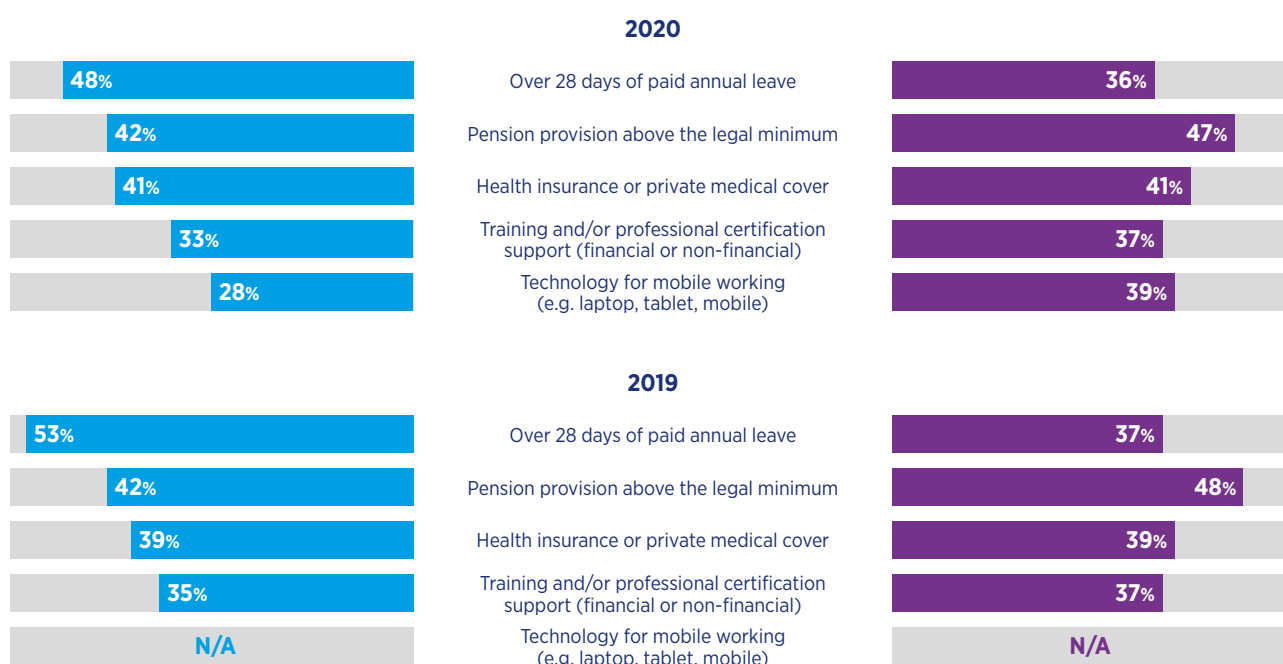 2020
48% Over 28 days of paid annual leave 36%
42% Pension provision above the legal minimum 47%
41% Health insurance or private medical cover 41%
33% Training and/or professional certification
support (financial or non-financial) 37%
28% Technology for mobile working
(e.g. laptop, tablet, mobile) 39%
2019
53% Over 28 days of paid annual leave 37%
42% Pension provision above the legal minimum 48%
39% Health insurance or private medical cover 39%
35% Training and/or professional certification
support (financial or non-financial) 37%
N/A Technology for mobile working
(e.g. laptop, tablet, mobile) N/A